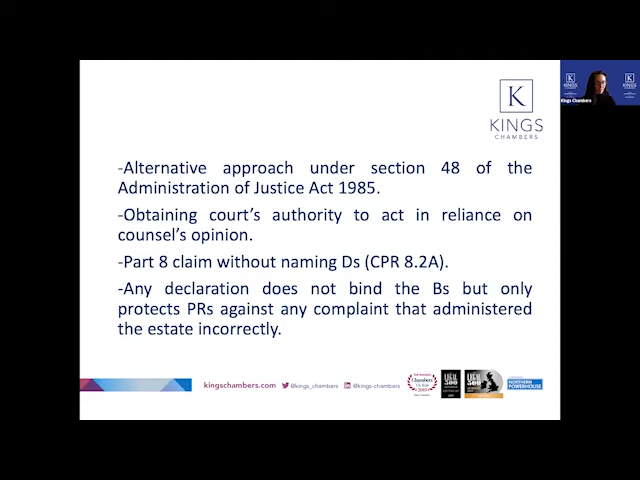 K
KINGS
CHAMBERS
Kings Chambers
-Alternative approach under section 48 of the
Administration of Justice Act 1985.
-Obtaining court's authority to act in reliance on
counsel's opinion.
-Part 8 claim without naming Ds (CPR 8.2A).
-Any declaration does not bind the Bs but only
protects PRs against any complaint that administered
the estate incorrectly.
kingschambers.com
@kings_chambers
@kings-chambers
Chambers
NORTHERN
POWERHOUSE